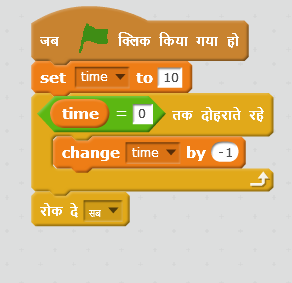 जब क्लिक किया गया हो
set time to 10
time = 0 तक दोहराते रहे
change time by -1
रोक दे सब